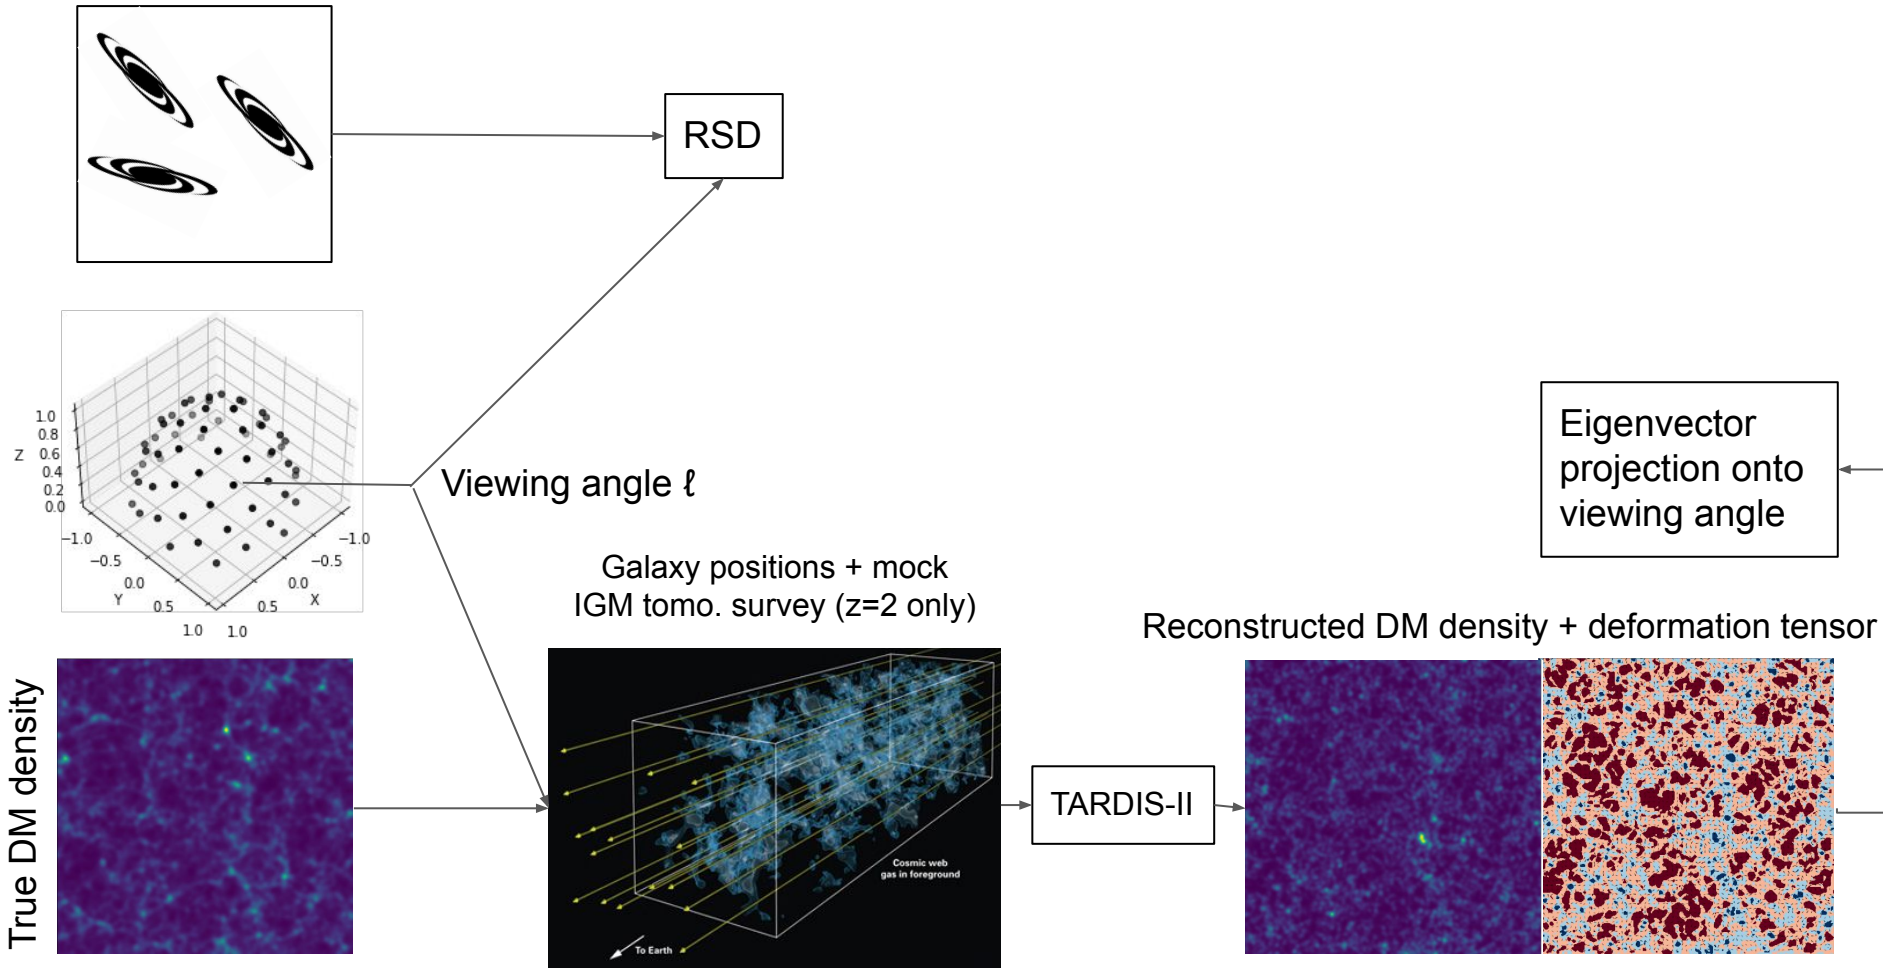 RSD
1.0
0.8
Z 0.6
0.4
0.2
0.0
−1.0 −1.0
−0.5 −0.5
0.0 0.0
Y 0.5 0.5 X
1.0 1.0
Viewing angle ℓ
Eigenvector
projection onto
viewing angle
Galaxy positions + mock
IGM tomo. survey (z=2 only)
Reconstructed DM density + deformation tensor
True DM density
Cosmic web
gas in foreground
To Earth
TARDIS-II